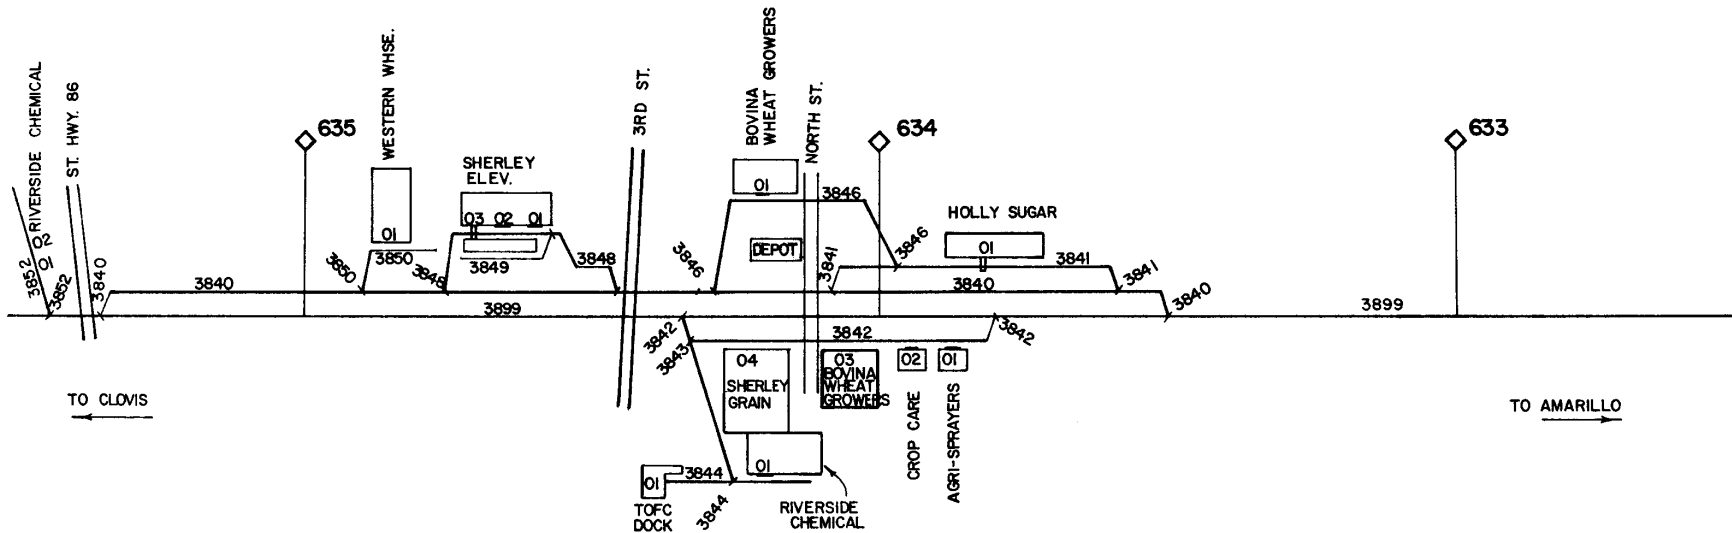 RIVERSIDE CHEMICAL
ST. HWY. 86
635
WESTERN WHSE.
SHERLEY
ELEV.
3RD ST.
BOVINA
WHEAT GROWERS
NORTH ST.
634
633
HOLLY SUGAR
02
01
3852
3852
3840
01
03
02
01
01
01
3846
DEPOT
3850
3850
3849
3848
3848
3846
3841
3846
3841
3841
3840
3840
3840
3899
3899
3842
3842
3842
3843
04
SHERLEY
GRAIN
03
BOVINA
WHEAT
GROWERS
02
01
CROP CARE
AGRI-SPRAYERS
TO CLOVIS
TO AMARILLO
01
3844
01
TOFC
DOCK
3844
RIVERSIDE
CHEMICAL